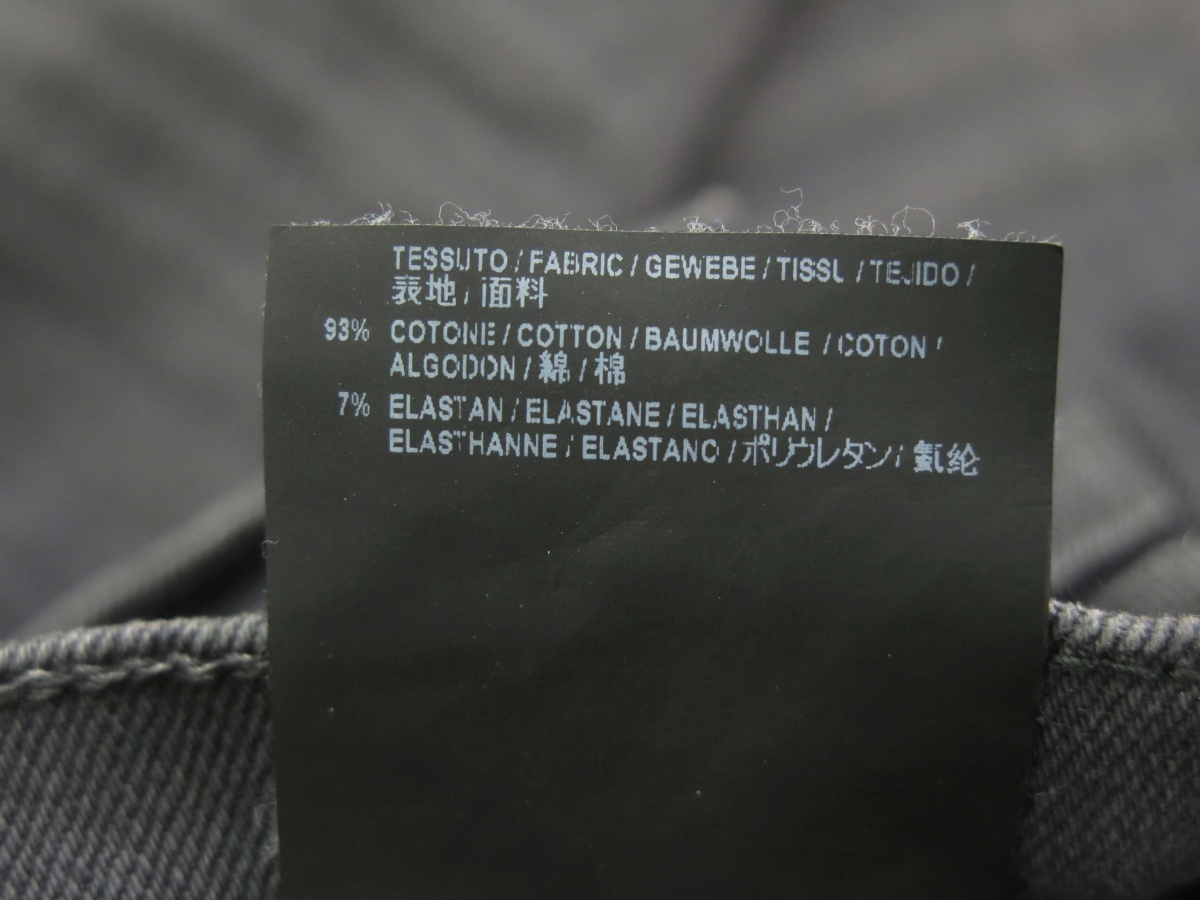 TESSUTO / FABRIC / GEWEBE / TISSU / TEJIDO /
表地 / 面料
93% COTONE / COTTON / BAUMWOLLE / COTON /
ALGODON / 綿 / 棉
7% ELASTAN / ELASTANE / ELASTHAN /
ELASTHANNE / ELASTANO / ポリウレタン / 氨纶